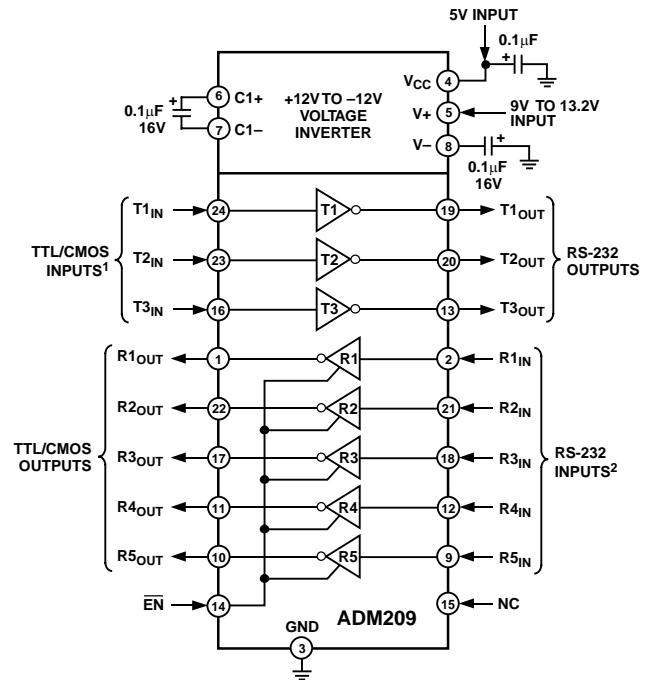 5V INPUT
0.1μF
+
VCC 4
6 C1+
+12V TO –12V
VOLTAGE
INVERTER
0.1μF
16V
+
7 C1–
V+ 5
9V TO 13.2V
INPUT
V– 8
+
0.1μF
16V
T1IN 24 T1 19 T1OUT
TTL/CMOS
INPUTS1
T2IN 23 T2 20 T2OUT
RS-232
OUTPUTS
T3IN 16 T3 13 T3OUT
R1OUT 1 R1 2 R1IN
R2OUT 22 R2 21 R2IN
TTL/CMOS
OUTPUTS
R3OUT 17 R3 18 R3IN
RS-232
INPUTS2
R4OUT 11 R4 12 R4IN
R5OUT 10 R5 9 R5IN
EN 14
15 NC
ADM209
GND
3